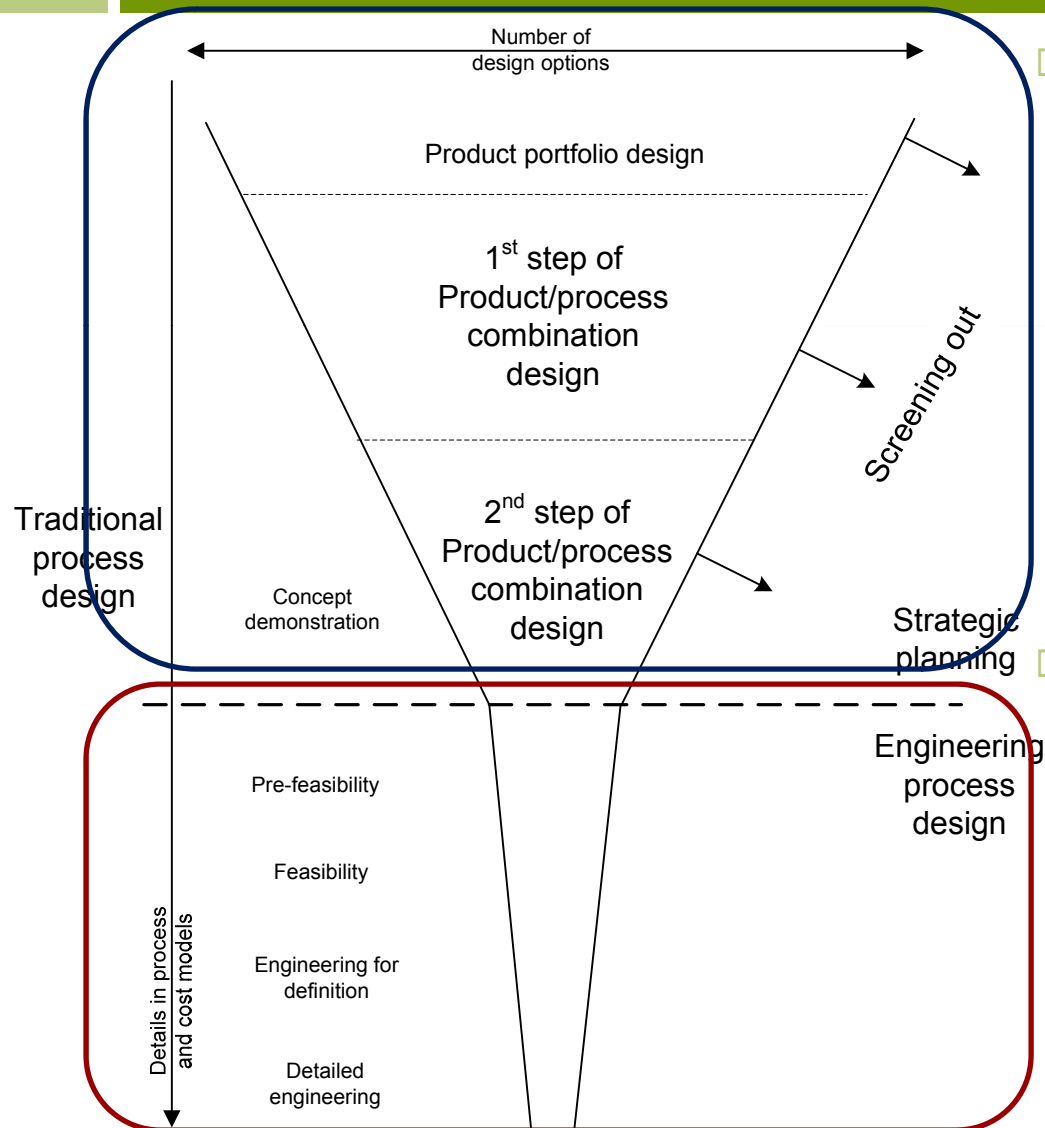 Number of
design options
Product portfolio design
1st step of
Product/process
combination
design
Screening out
2nd step of
Product/process
combination
design
Traditional
process
design
Concept
demonstration
Strategic
planning
Engineering
process
design
Pre-feasibility
Feasibility
Details in process
and cost models
Engineering for
definition
Detailed
engineering